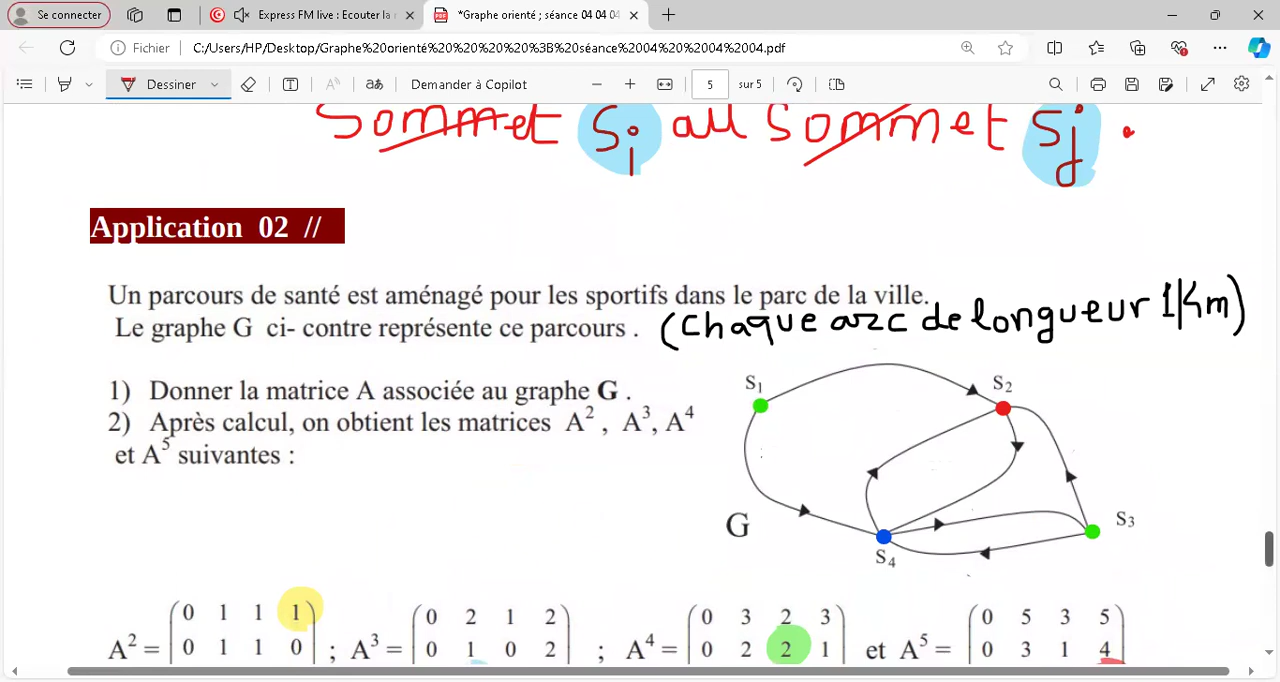 Se connecter
Express FM live : Ecouter la
*Graphe orienté ; séance 04 04 04
Fichier
C:/Users/HP/Desktop/Graphe%20orienté%20%20%20%20%3B%20séance%2004%20%2004%2004.pdf
Dessiner
Demander à Copilot
5 sur 5
Sommet Si au Sommet Sj .
Application 02 //
Un parcours de santé est aménagé pour les sportifs dans le parc de la ville.
Le graphe G ci- contre représente ce parcours .
(Chaque arc de longueur 1Km)
1) Donner la matrice A associée au graphe G .
2) Après calcul, on obtient les matrices A², A³, A⁴
et A⁵ suivantes :
S₁
S₂
S₃
S₄
G
A² = ( 0 1 1 1 ) ; A³ = ( 0 2 1 2 ) ; A⁴ = ( 0 3 2 3 ) et A⁵ = ( 0 5 3 5 )
0 1 1 0 0 1 0 2 0 2 2 1 0 3 1 4